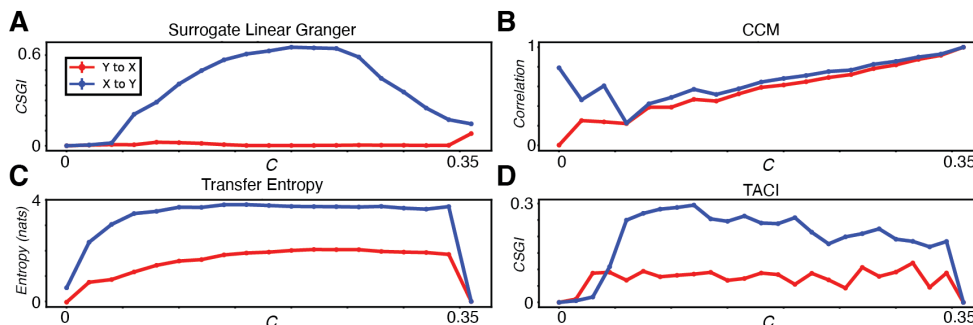 A
Surrogate Linear Granger
0.6
CSGI
0
Y to X
X to Y
0
C
0.35
B
CCM
1
Correlation
0
0
C
0.35
C
Transfer Entropy
4
Entropy (nats)
0
0
C
0.35
D
TACI
0.3
CSGI
0
0
C
0.35